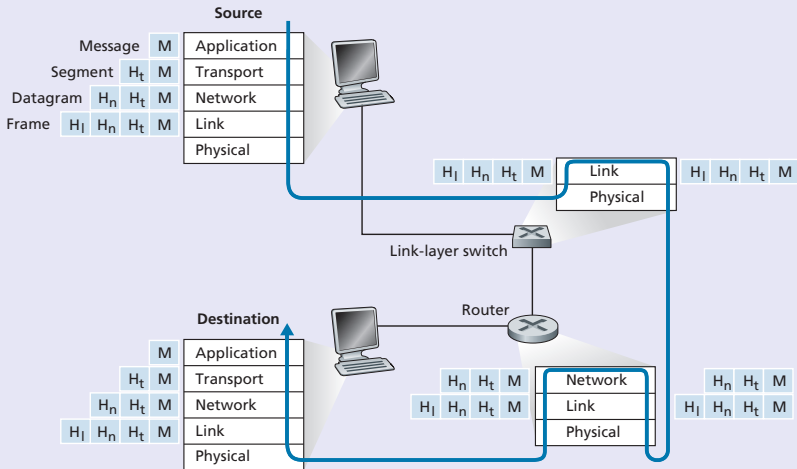 Source
Message M Application
Segment Ht M Transport
Datagram Hn Ht M Network
Frame Hl Hn Ht M Link
Physical
Hl Hn Ht M Link Hl Hn Ht M
Physical
Link-layer switch
Router
Destination
M Application
Ht M Transport
Hn Ht M Network
Hl Hn Ht M Link
Physical
Hn Ht M Network Hn Ht M
Hl Hn Ht M Link Hl Hn Ht M
Physical